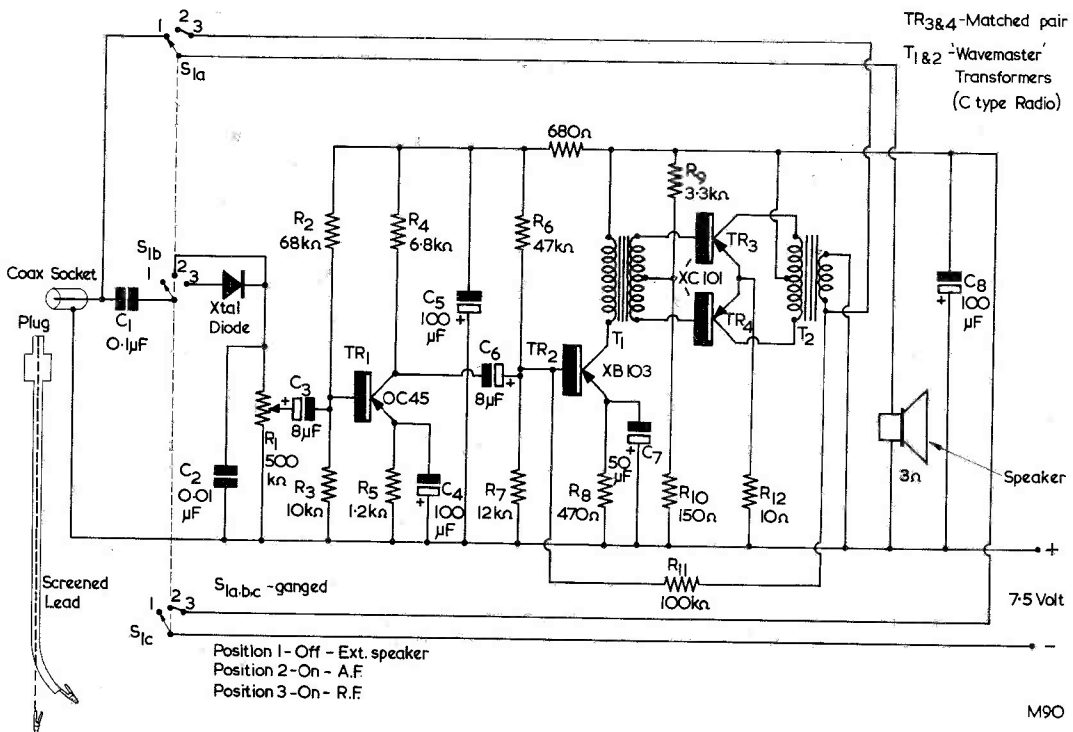 TR3&4-Matched pair
T1&2-'Wavemaster'
Transformers
(C type Radio)
1 2 3
S1a
680Ω
R9
3.3kΩ
R2
68kΩ
R4
6.8kΩ
R6
47kΩ
TR3
XC101
TR4
T2
T1
S1b
1 2 3
Coax Socket
Plug
C1
0·1µF
Xtal
Diode
C5
100
µF
+
C8
100
µF
+
TR1
OC45
C6
8µF
+
TR2
XB103
C3
8µF
+
R1
500
kΩ
C2
0.01
µF
R3
10kΩ
R5
1.2kΩ
C4
100
µF
+
R7
12kΩ
R8
470Ω
50
µF
C7
+
R10
150Ω
R12
10Ω
3Ω
Speaker
+
R11
100kΩ
7·5 Volt
-
Screened
Lead
S1a·b·c -ganged
1 2 3
S1c
Position 1-Off-Ext. speaker
Position 2-On-A.F.
Position 3-On-R.F.
M90